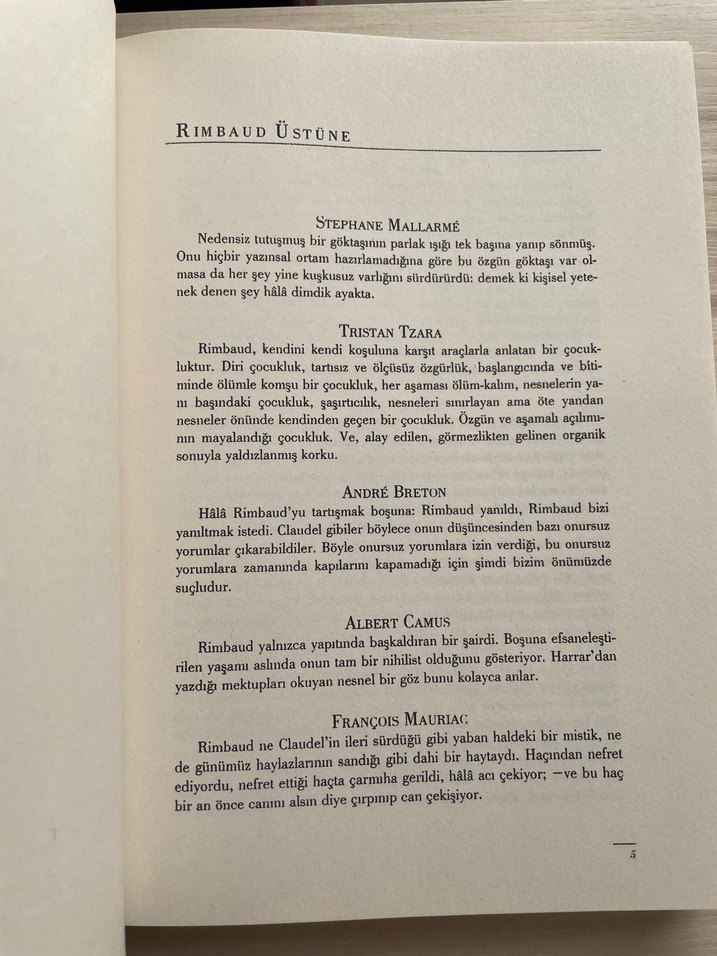 RIMBAUD ÜSTÜNE
STEPHANE MALLARMÉ
Nedensiz tutuşmuş bir göktaşının parlak ışığı tek başına yanıp sönmüş.
Onu hiçbir yazınsal ortam hazırlamadığına göre bu özgün göktaşı var ol-
masa da her şey yine kuşkusuz varlığını sürdürürdü: demek ki kişisel yete-
nek denen şey hâlâ dimdik ayakta.
TRISTAN TZARA
Rimbaud, kendini kendi koşuluna karşıt araçlarla anlatan bir çocuk-
luktur. Diri çocukluk, tartısız ve ölçüsüz özgürlük, başlangıcında ve biti-
minde ölümle komşu bir çocukluk, her aşaması ölüm-kalım, nesnelerin ya-
nı başındaki çocukluk, şaşırtıcılık, nesneleri sınırlayan ama öte yandan
nesneler önünde kendinden geçen bir çocukluk. Özgün ve aşamalı açılımı-
nın mayalandığı çocukluk. Ve, alay edilen, görmezlikten gelinen organik
sonuyla yaldızlanmış korku.
ANDRÉ BRETON
Hâlâ Rimbaud'yu tartışmak boşuna: Rimbaud yanıldı, Rimbaud bizi
yanıltmak istedi. Claudel gibiler böylece onun düşüncesinden bazı onursuz
yorumlar çıkarabildiler. Böyle onursuz yorumlara izin verdiği, bu onursuz
yorumlara zamanında kapılarını kapamadığı için şimdi bizim önümüzde
suçludur.
ALBERT CAMUS
Rimbaud yalnızca yapıtında başkaldıran bir şairdi. Boşuna efsaneleşti-
rilen yaşamı aslında onun tam bir nihilist olduğunu gösteriyor. Harrar'dan
yazdığı mektupları okuyan nesnel bir göz bunu kolayca anlar.
FRANÇOIS MAURIAC
Rimbaud ne Claudel'in ileri sürdüğü gibi yaban haldeki bir mistik, ne
de günümüz haylazlarının sandığı gibi dahi bir haytaydı. Haçından nefret
ediyordu, nefret ettiği haçta çarmıha gerildi, hâlâ acı çekiyor; —ve bu haç
bir an önce canını alsın diye çırpınıp can çekişiyor.
5